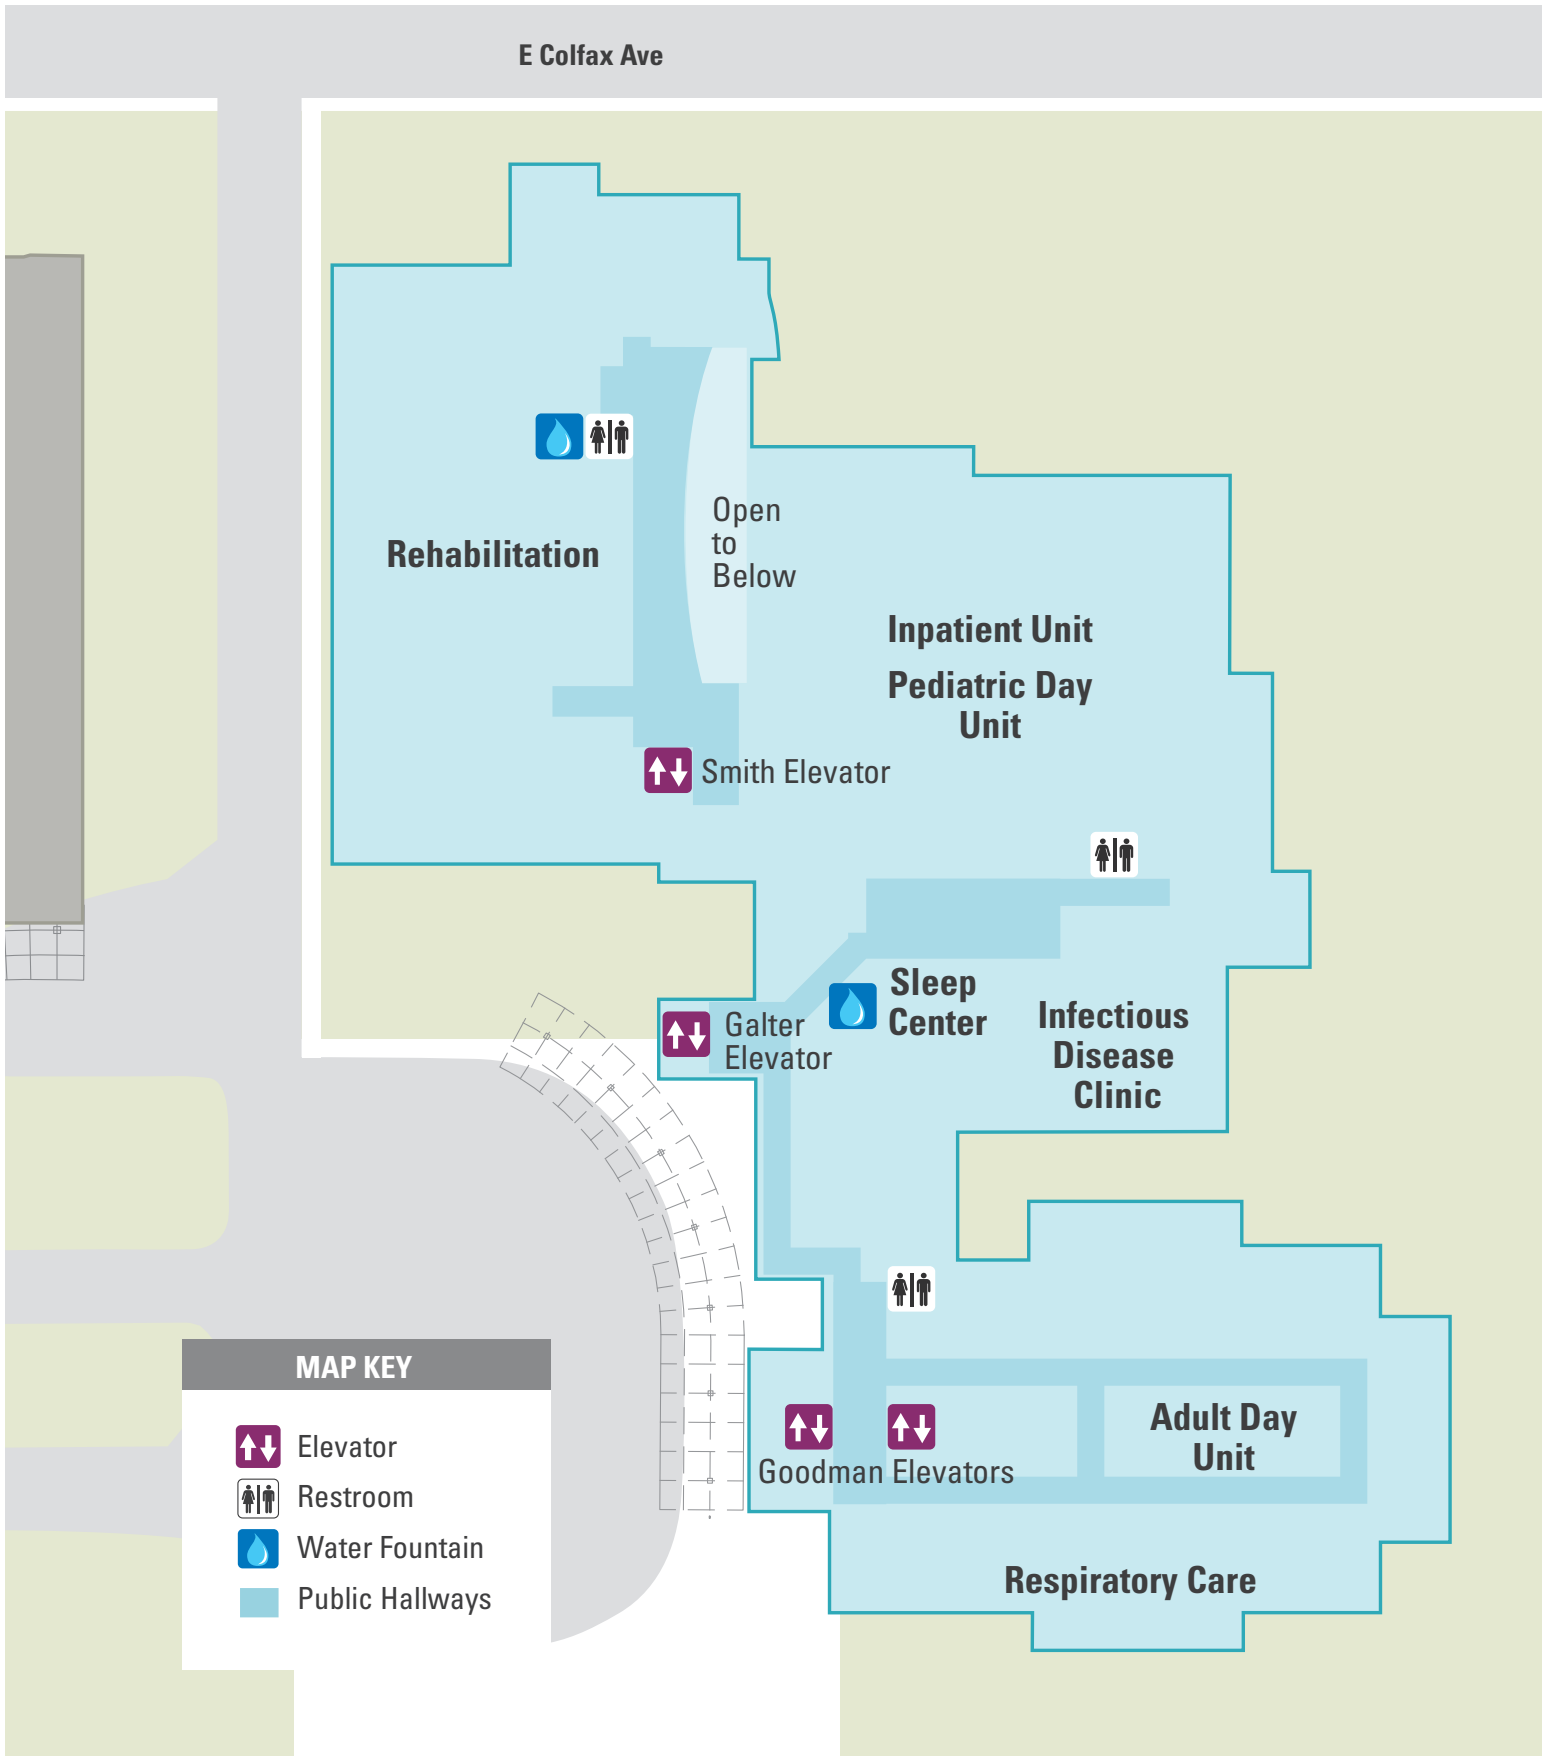 E Colfax Ave
Open
to
Below
Rehabilitation
Inpatient Unit
Pediatric Day
Unit
Smith Elevator
Sleep
Center
Galter
Elevator
Infectious
Disease
Clinic
MAP KEY
Elevator
Restroom
Water Fountain
Public Hallways
Adult Day
Unit
Goodman Elevators
Respiratory Care